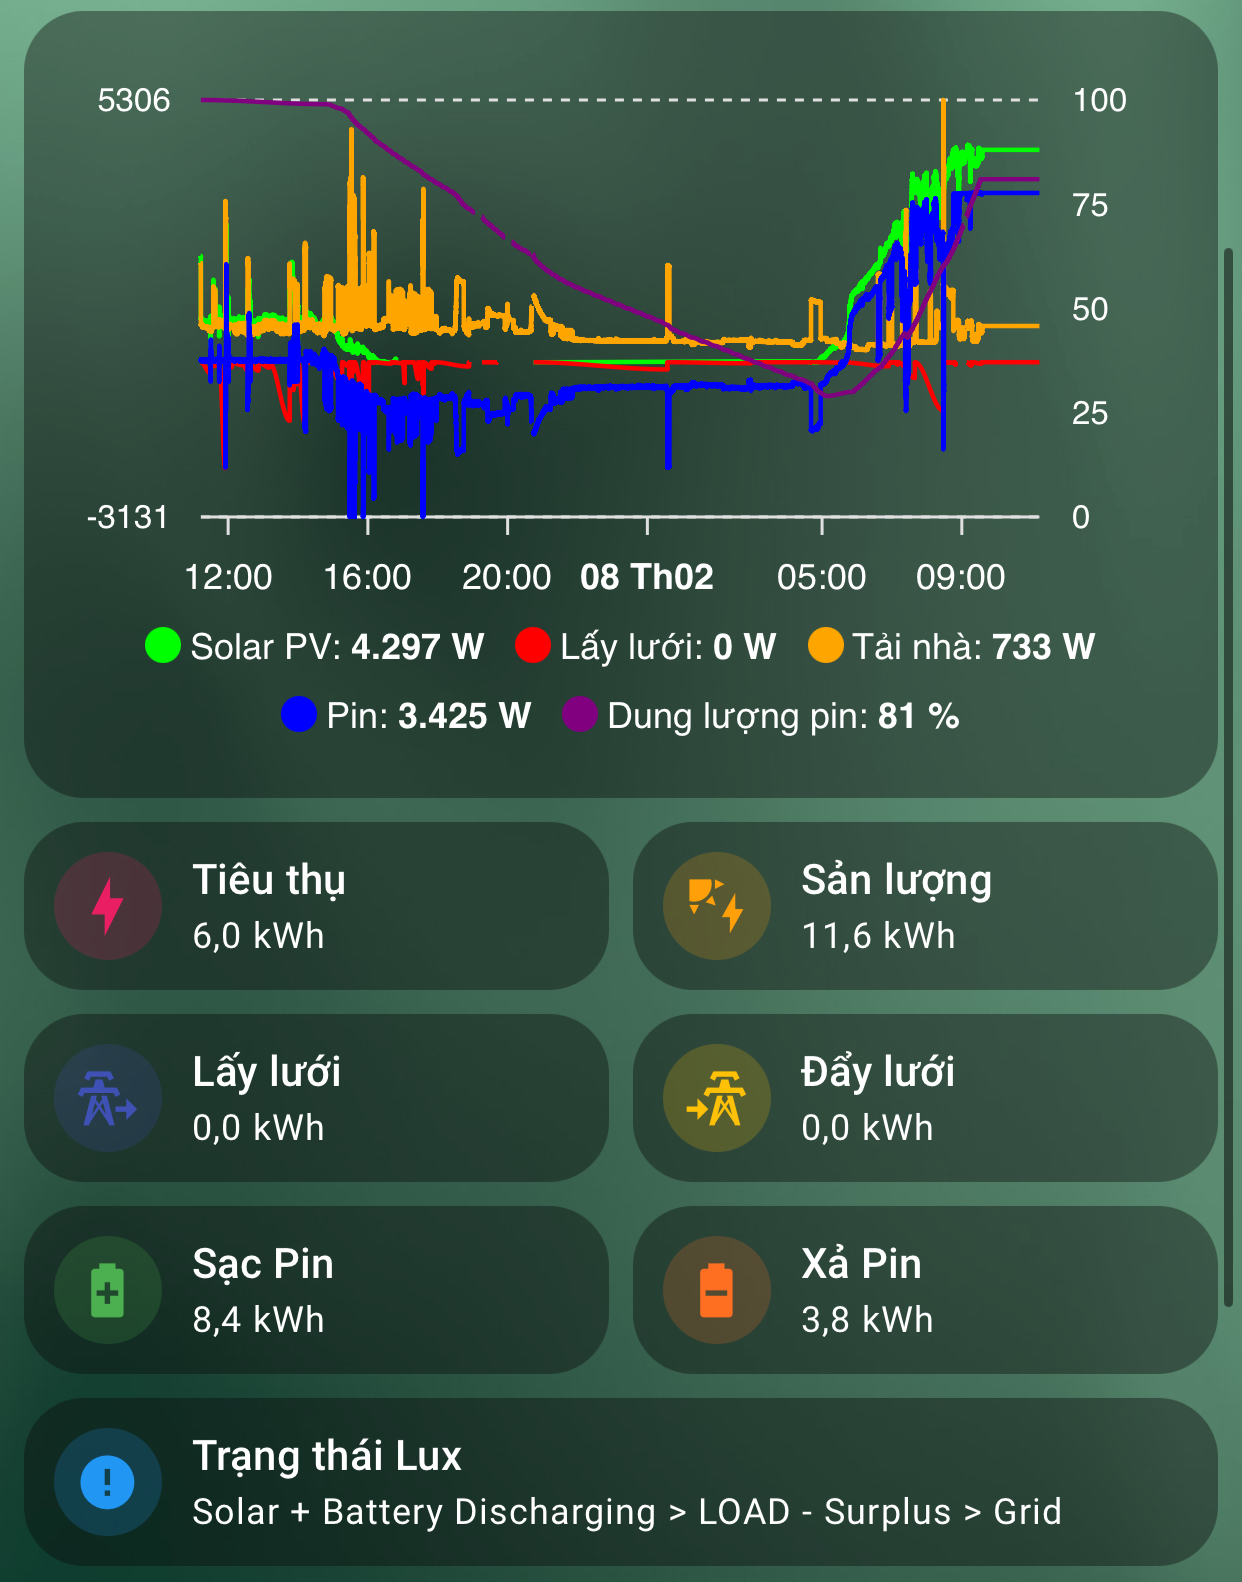 5306 100
75
50
25
-3131 0
12:00 16:00 20:00 08 Th02 05:00 09:00
Solar PV: 4.297 W Lấy lưới: 0 W Tải nhà: 733 W
Pin: 3.425 W Dung lượng pin: 81 %
Tiêu thụ
6,0 kWh
Sản lượng
11,6 kWh
Lấy lưới
0,0 kWh
Đẩy lưới
0,0 kWh
Sạc Pin
8,4 kWh
Xả Pin
3,8 kWh
Trạng thái Lux
Solar + Battery Discharging > LOAD - Surplus > Grid